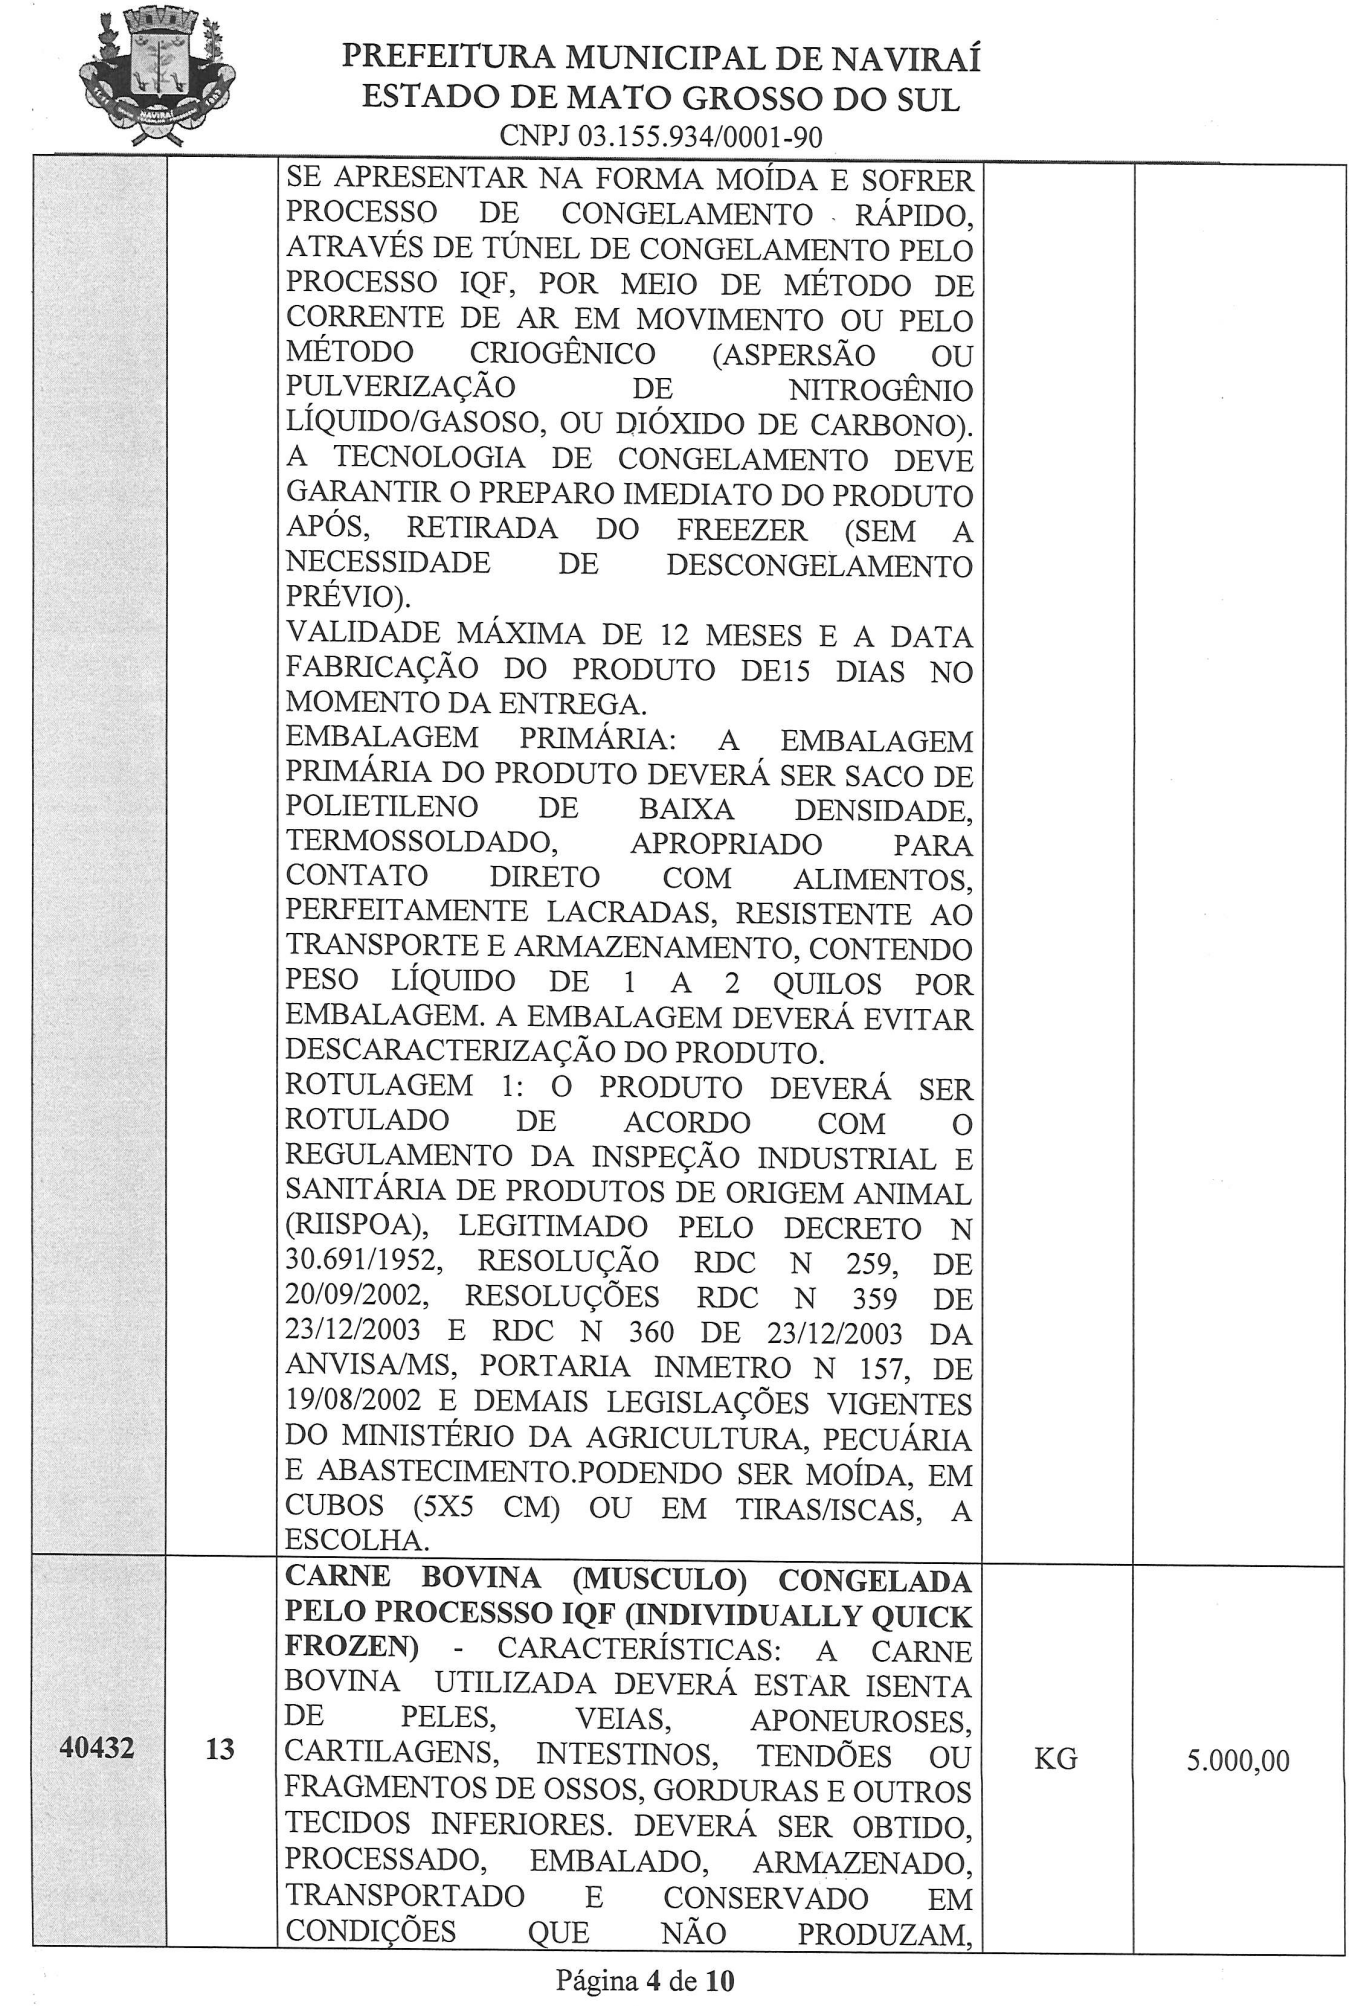 NAVIRAÍ
PREFEITURA MUNICIPAL DE NAVIRAÍ
ESTADO DE MATO GROSSO DO SUL
CNPJ 03.155.934/0001-90
SE APRESENTAR NA FORMA MOÍDA E SOFRER
PROCESSO DE CONGELAMENTO RÁPIDO,
ATRAVÉS DE TÚNEL DE CONGELAMENTO PELO
PROCESSO IQF, POR MEIO DE MÉTODO DE
CORRENTE DE AR EM MOVIMENTO OU PELO
MÉTODO CRIOGÊNICO (ASPERSÃO OU
PULVERIZAÇÃO DE NITROGÊNIO
LÍQUIDO/GASOSO, OU DIÓXIDO DE CARBONO).
A TECNOLOGIA DE CONGELAMENTO DEVE
GARANTIR O PREPARO IMEDIATO DO PRODUTO
APÓS, RETIRADA DO FREEZER (SEM A
NECESSIDADE DE DESCONGELAMENTO
PRÉVIO).
VALIDADE MÁXIMA DE 12 MESES E A DATA
FABRICAÇÃO DO PRODUTO DE15 DIAS NO
MOMENTO DA ENTREGA.
EMBALAGEM PRIMÁRIA: A EMBALAGEM
PRIMÁRIA DO PRODUTO DEVERÁ SER SACO DE
POLIETILENO DE BAIXA DENSIDADE,
TERMOSSOLDADO, APROPRIADO PARA
CONTATO DIRETO COM ALIMENTOS,
PERFEITAMENTE LACRADAS, RESISTENTE AO
TRANSPORTE E ARMAZENAMENTO, CONTENDO
PESO LÍQUIDO DE 1 A 2 QUILOS POR
EMBALAGEM. A EMBALAGEM DEVERÁ EVITAR
DESCARACTERIZAÇÃO DO PRODUTO.
ROTULAGEM 1: O PRODUTO DEVERÁ SER
ROTULADO DE ACORDO COM O
REGULAMENTO DA INSPEÇÃO INDUSTRIAL E
SANITÁRIA DE PRODUTOS DE ORIGEM ANIMAL
(RIISPOA), LEGITIMADO PELO DECRETO N
30.691/1952, RESOLUÇÃO RDC N 259, DE
20/09/2002, RESOLUÇÕES RDC N 359 DE
23/12/2003 E RDC N 360 DE 23/12/2003 DA
ANVISA/MS, PORTARIA INMETRO N 157, DE
19/08/2002 E DEMAIS LEGISLAÇÕES VIGENTES
DO MINISTÉRIO DA AGRICULTURA, PECUÁRIA
E ABASTECIMENTO.PODENDO SER MOÍDA, EM
CUBOS (5X5 CM) OU EM TIRAS/ISCAS, A
ESCOLHA.
40432
13
CARNE BOVINA (MUSCULO) CONGELADA
PELO PROCESSSO IQF (INDIVIDUALLY QUICK
FROZEN) - CARACTERÍSTICAS: A CARNE
BOVINA UTILIZADA DEVERÁ ESTAR ISENTA
DE PELES, VEIAS, APONEUROSES,
CARTILAGENS, INTESTINOS, TENDÕES OU
FRAGMENTOS DE OSSOS, GORDURAS E OUTROS
TECIDOS INFERIORES. DEVERÁ SER OBTIDO,
PROCESSADO, EMBALADO, ARMAZENADO,
TRANSPORTADO E CONSERVADO EM
CONDIÇÕES QUE NÃO PRODUZAM,
KG
5.000,00
Página 4 de 10